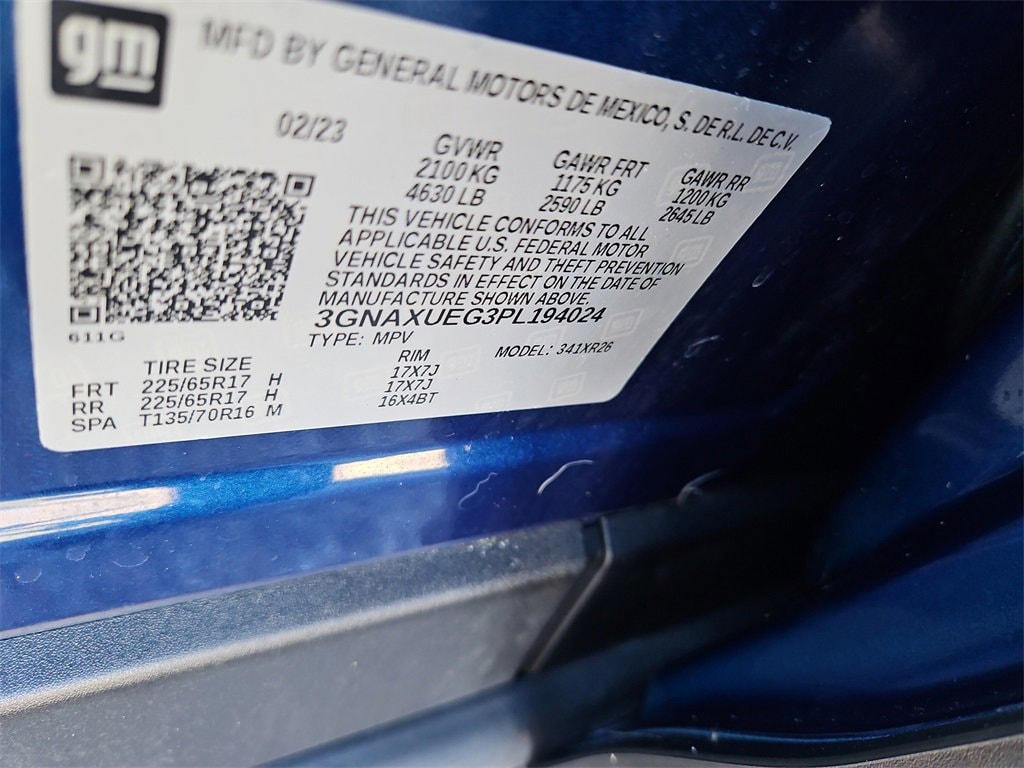 gm
MFD BY GENERAL MOTORS DE MEXICO, S. DE R.L. DE C.V.
02/23
GVWR GAWR FRT GAWR RR
2100 KG 1175 KG 1200 KG
4630 LB 2590 LB 2645 LB
THIS VEHICLE CONFORMS TO ALL
APPLICABLE U.S. FEDERAL MOTOR
VEHICLE SAFETY AND THEFT PREVENTION
STANDARDS IN EFFECT ON THE DATE OF
MANUFACTURE SHOWN ABOVE.
3GNAXUEG3PL194024
611G
TYPE: MPV MODEL: 341XR26
TIRE SIZE RIM
FRT 225/65R17 H 17X7J
RR 225/65R17 H 17X7J
SPA T135/70R16 M 16X4BT